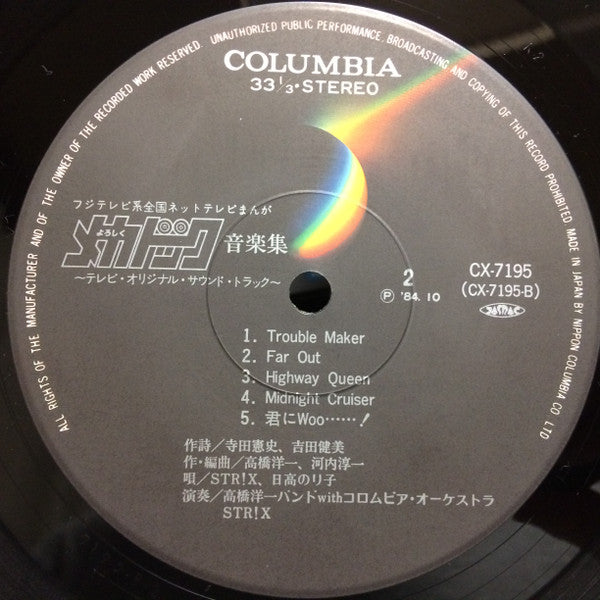 ALL RIGHTS OF THE MANUFACTURER AND OF THE OWNER OF THE RECORDED WORK RESERVED. UNAUTHORIZED PUBLIC PERFORMANCE, BROADCASTING AND COPYING OF THIS RECORD PROHIBITED. MADE IN JAPAN BY NIPPON COLUMBIA CO. LTD
COLUMBIA
33 1/3・STEREO
フジテレビ系全国ネットテレビまんが
よろしくメカドック 音楽集
〜テレビ・オリジナル・サウンド・トラック〜
2
Ⓟ '84. 10
CX-7195
(CX-7195-B)
JASRAC
1. Trouble Maker
2. Far Out
3. Highway Queen
4. Midnight Cruiser
5. 君にWoo……！
作詩／寺田憲史、吉田健美
作・編曲／高橋洋一、河内淳一
唄／STR!X、日高のり子
演奏／高橋洋一バンドwithコロムビア・オーケストラ
STR!X